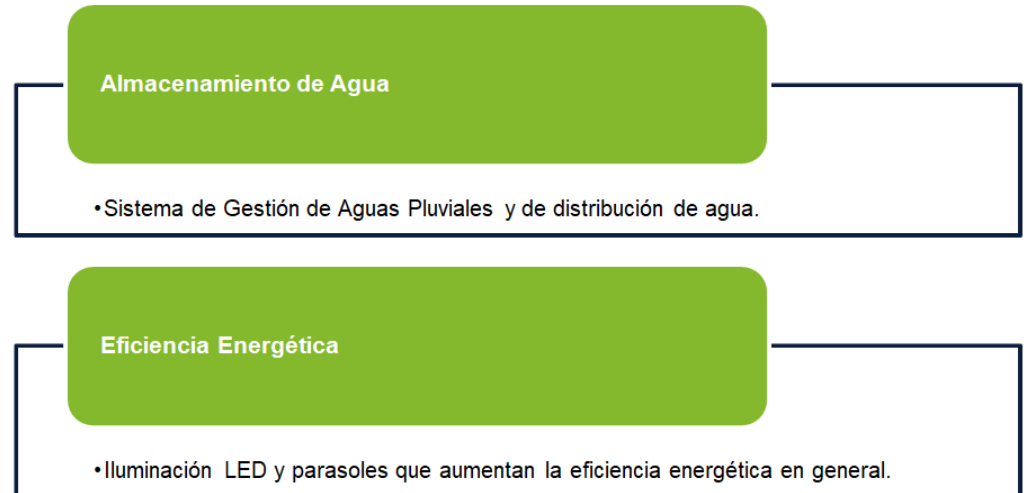 Almacenamiento de Agua
•Sistema de Gestión de Aguas Pluviales y de distribución de agua.
Eficiencia Energética
•Iluminación LED y parasoles que aumentan la eficiencia energética en general.